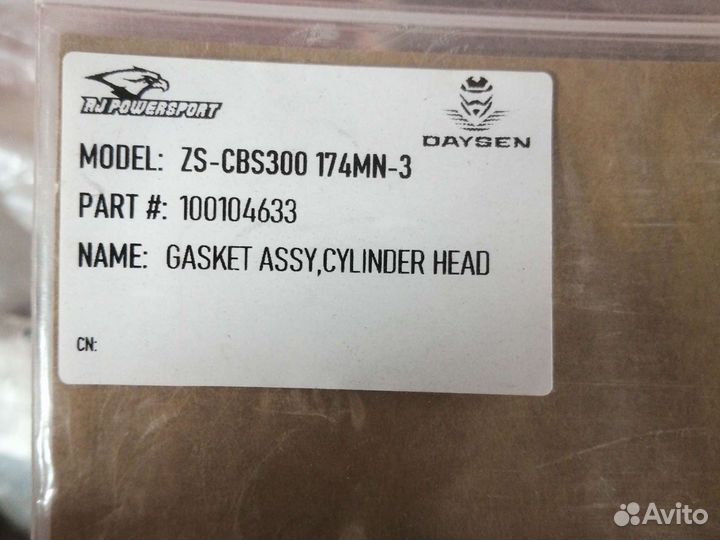 RJ POWERSPORT
DAYSEN
MODEL: ZS-CBS300 174MN-3
PART #: 100104633
NAME: GASKET ASSY,CYLINDER HEAD
CN:
Avito